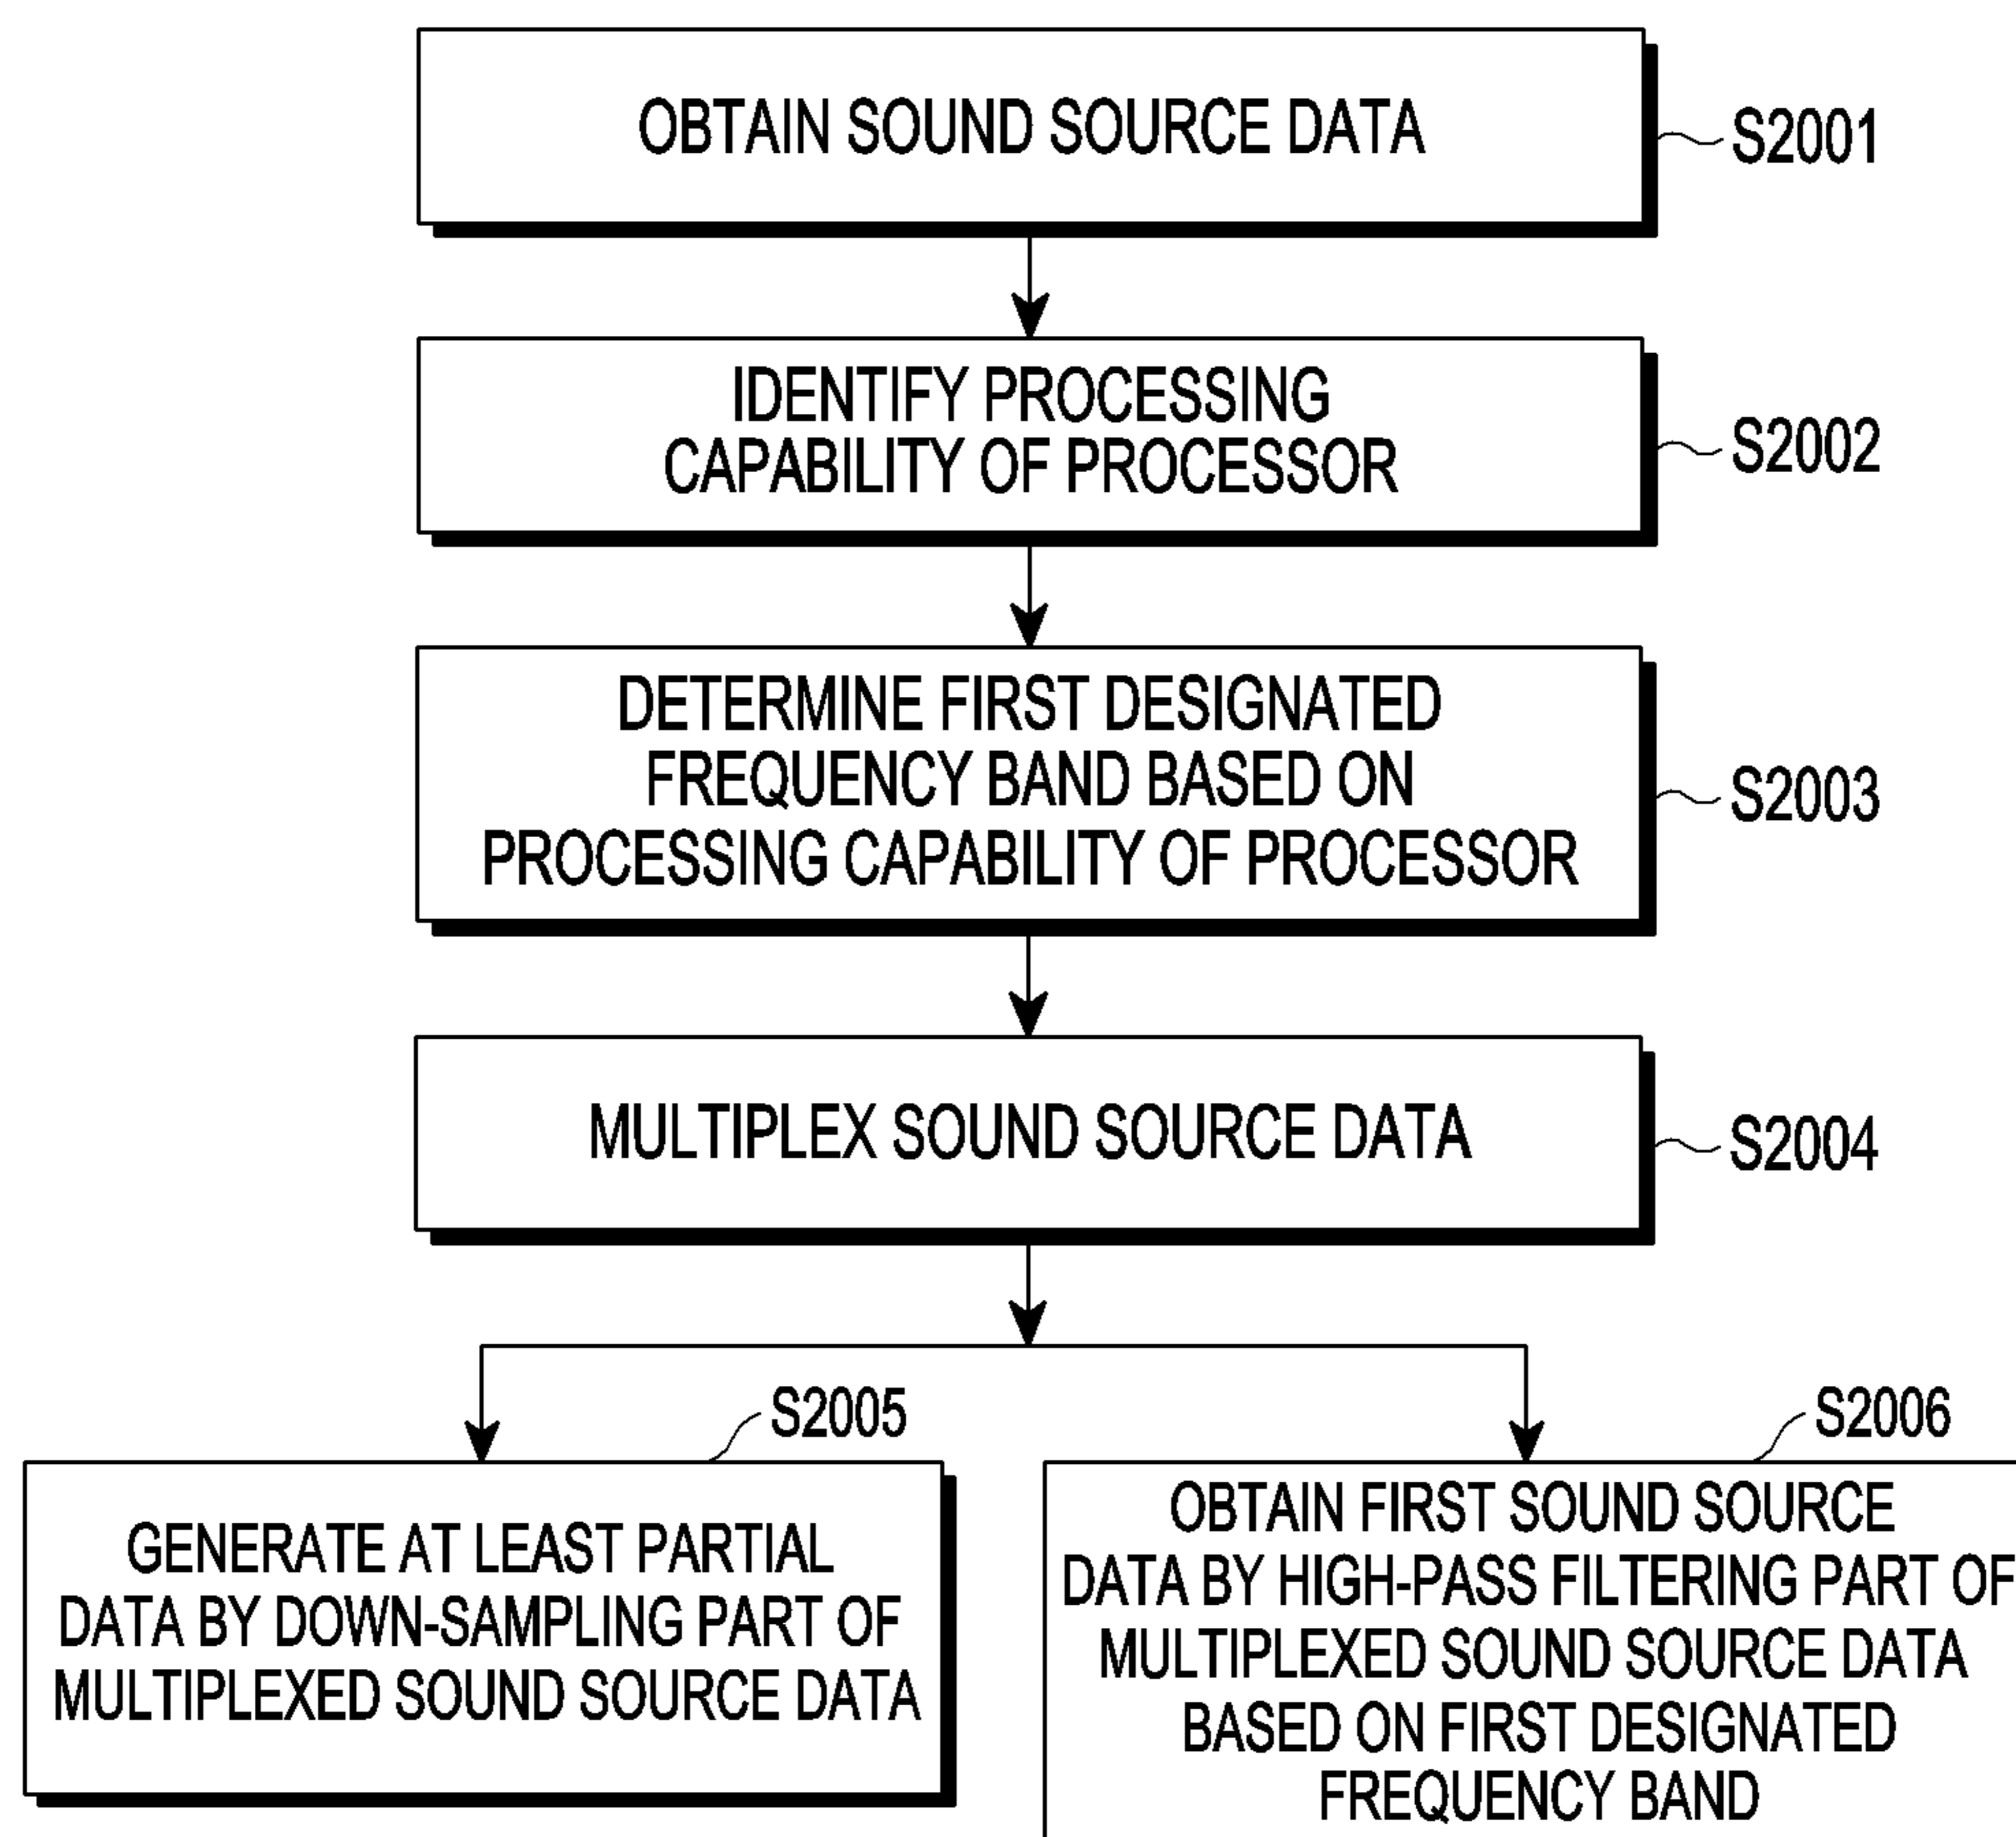 OBTAIN SOUND SOURCE DATA
S2001
IDENTIFY PROCESSING
CAPABILITY OF PROCESSOR
S2002
DETERMINE FIRST DESIGNATED
FREQUENCY BAND BASED ON
PROCESSING CAPABILITY OF PROCESSOR
S2003
MULTIPLEX SOUND SOURCE DATA
S2004
S2005
GENERATE AT LEAST PARTIAL
DATA BY DOWN-SAMPLING PART OF
MULTIPLEXED SOUND SOURCE DATA
S2006
OBTAIN FIRST SOUND SOURCE
DATA BY HIGH-PASS FILTERING PART OF
MULTIPLEXED SOUND SOURCE DATA
BASED ON FIRST DESIGNATED
FREQUENCY BAND